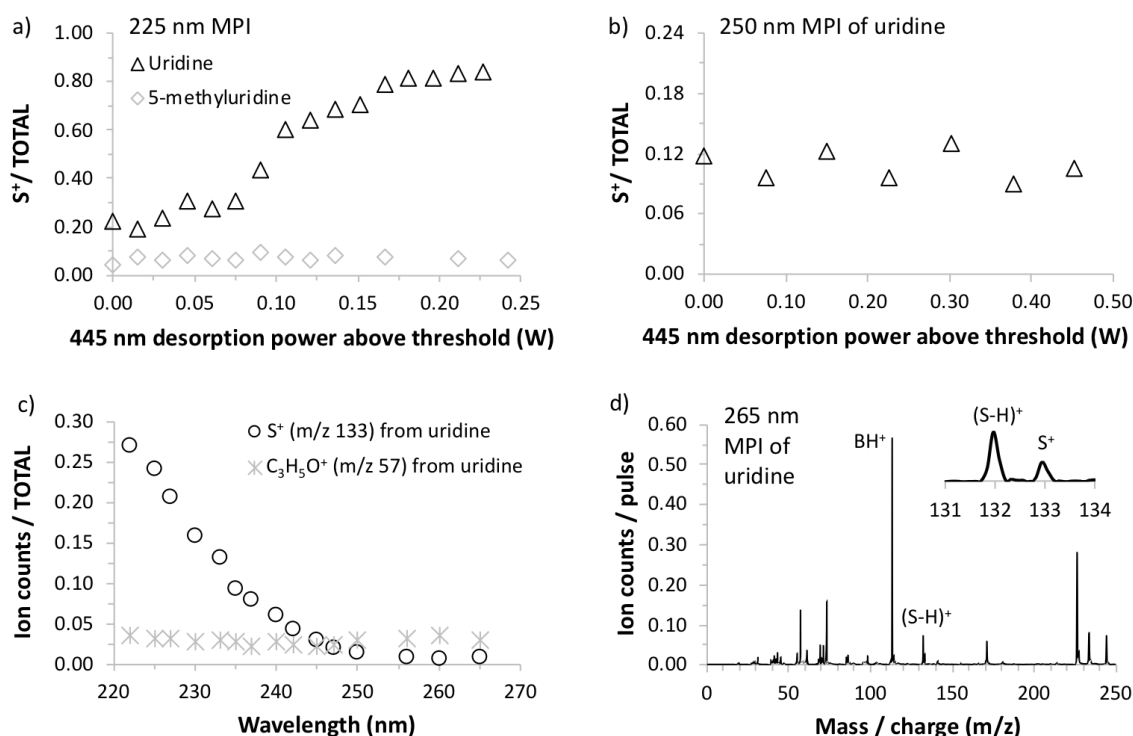 a)
225 nm MPI
Uridine
5-methyluridine
S⁺/ TOTAL
1.00
0.80
0.60
0.40
0.20
0.00
0.00 0.05 0.10 0.15 0.20 0.25
445 nm desorption power above threshold (W)
b)
250 nm MPI of uridine
S⁺/ TOTAL
0.24
0.18
0.12
0.06
0.00
0.00 0.10 0.20 0.30 0.40 0.50
445 nm desorption power above threshold (W)
c)
S⁺ (m/z 133) from uridine
C₃H₅O⁺ (m/z 57) from uridine
Ion counts / TOTAL
0.30
0.25
0.20
0.15
0.10
0.05
0.00
220 230 240 250 260 270
Wavelength (nm)
d)
265 nm
MPI of
uridine
BH⁺
(S-H)⁺
(S-H)⁺
S⁺
131 132 133 134
Ion counts / pulse
0.60
0.50
0.40
0.30
0.20
0.10
0.00
0 50 100 150 200 250
Mass / charge (m/z)